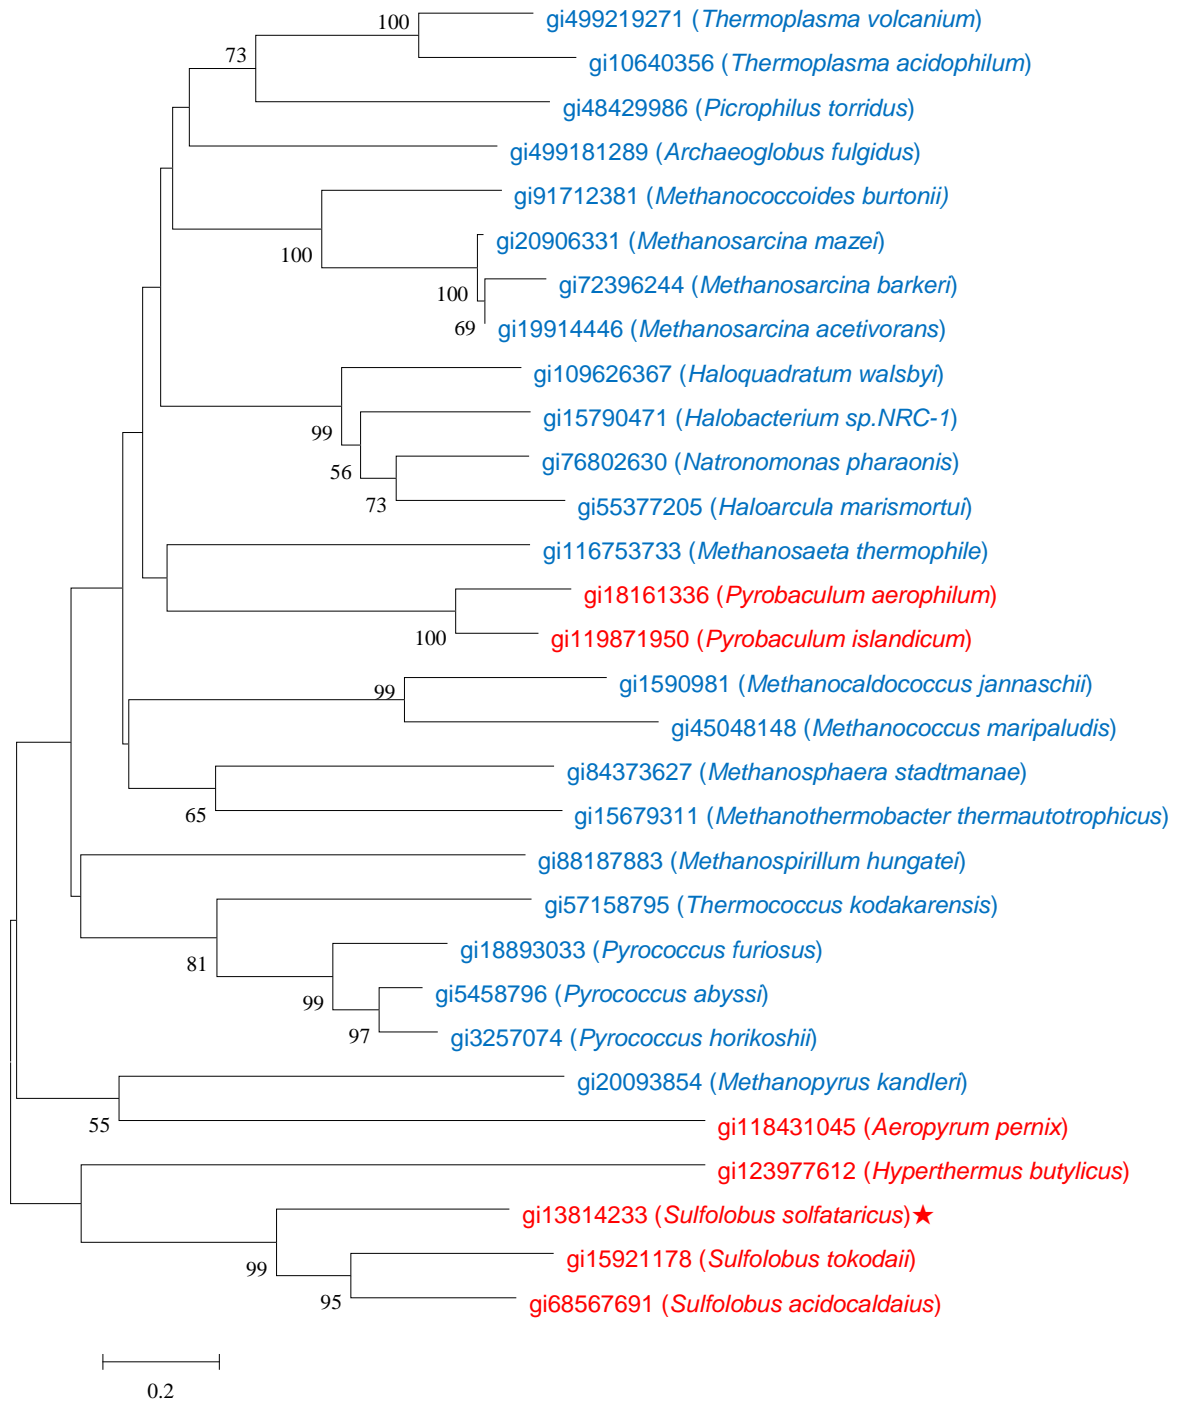 100
gi499219271 (Thermoplasma volcanium)
73
gi10640356 (Thermoplasma acidophilum)
gi48429986 (Picrophilus torridus)
gi499181289 (Archaeoglobus fulgidus)
gi91712381 (Methanococcoides burtonii)
100
gi20906331 (Methanosarcina mazei)
100
gi72396244 (Methanosarcina barkeri)
69
gi19914446 (Methanosarcina acetivorans)
gi109626367 (Haloquadratum walsbyi)
99
gi15790471 (Halobacterium sp.NRC-1)
56
gi76802630 (Natronomonas pharaonis)
73
gi55377205 (Haloarcula marismortui)
gi116753733 (Methanosaeta thermophile)
gi18161336 (Pyrobaculum aerophilum)
100
gi119871950 (Pyrobaculum islandicum)
99
gi1590981 (Methanocaldococcus jannaschii)
gi45048148 (Methanococcus maripaludis)
gi84373627 (Methanosphaera stadtmanae)
65
gi15679311 (Methanothermobacter thermautotrophicus)
gi88187883 (Methanospirillum hungatei)
gi57158795 (Thermococcus kodakarensis)
81
gi18893033 (Pyrococcus furiosus)
99
gi5458796 (Pyrococcus abyssi)
97
gi3257074 (Pyrococcus horikoshii)
gi20093854 (Methanopyrus kandleri)
55
gi118431045 (Aeropyrum pernix)
gi123977612 (Hyperthermus butylicus)
gi13814233 (Sulfolobus solfataricus)★
99
gi15921178 (Sulfolobus tokodaii)
95
gi68567691 (Sulfolobus acidocaldaius)
0.2